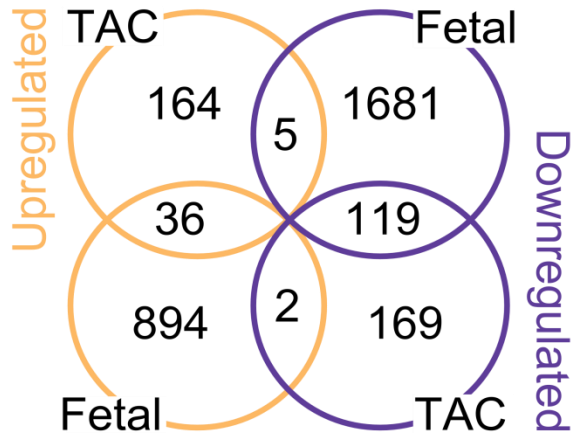 TAC
Fetal
Upregulated
164
5
1681
Downregulated
36
119
894
2
169
Fetal
TAC